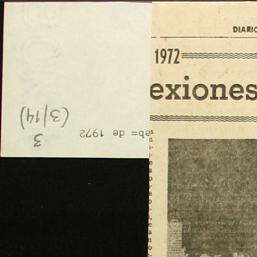 DIARIO
1972
exiones
eb= de 1972
3
(3/14)